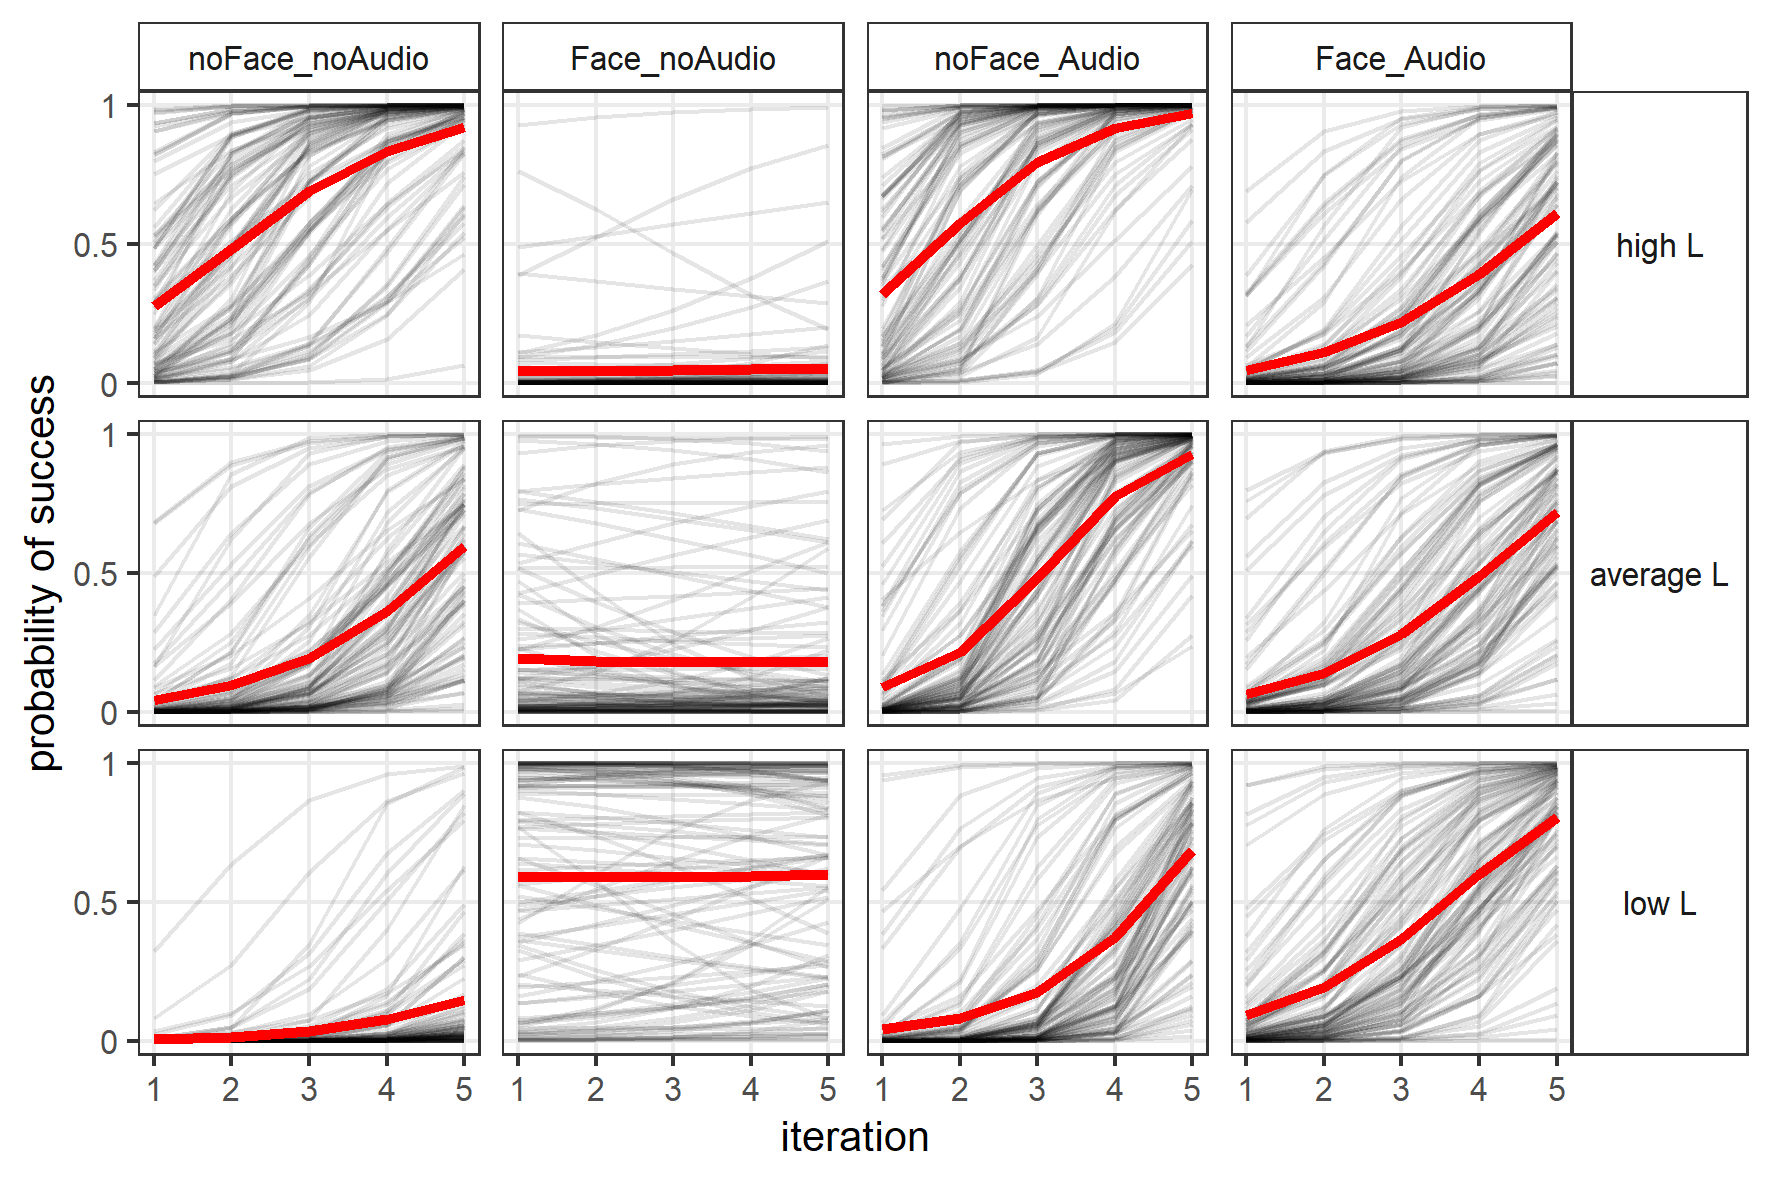 noFace_noAudio Face_noAudio noFace_Audio Face_Audio
1
0.5
0
high L
1
0.5
0
average L
1
0.5
0
low L
1 2 3 4 5 1 2 3 4 5 1 2 3 4 5 1 2 3 4 5
iteration
probability of success